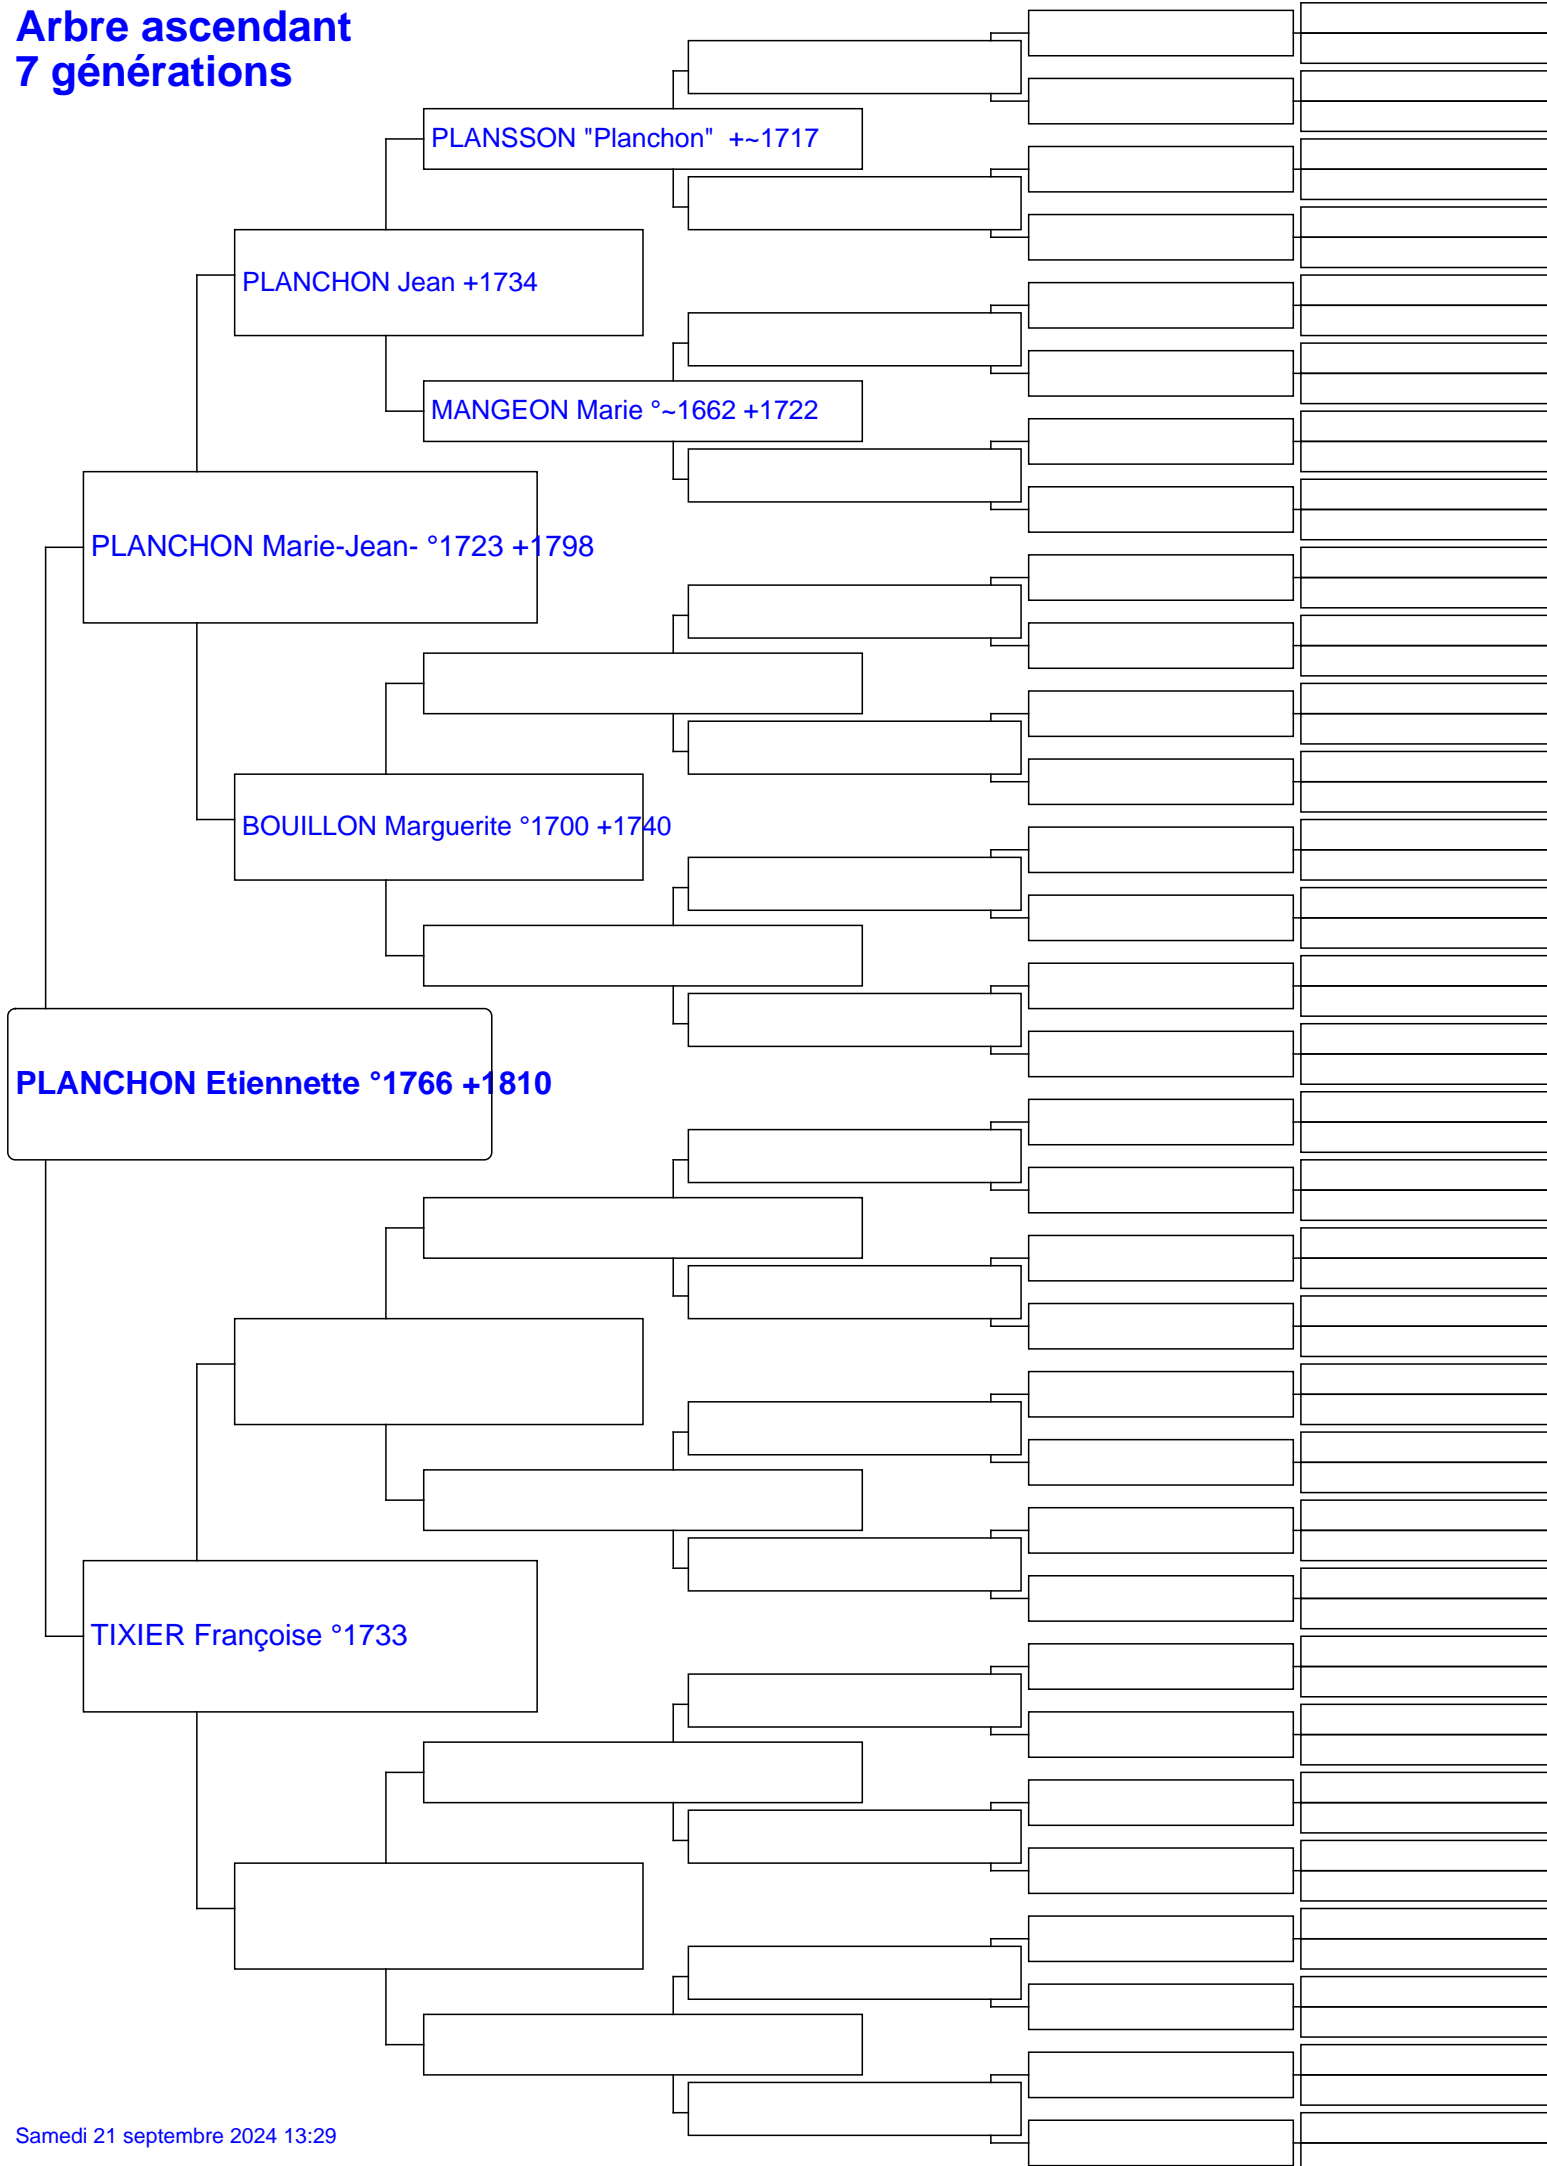 Arbre ascendant
7 générations
PLANSSON "Planchon"  +~1717
PLANCHON Jean +1734
MANGEON Marie °~1662 +1722
PLANCHON Marie-Jean- °1723 +1798
BOUILLON Marguerite °1700 +1740
PLANCHON Etiennette °1766 +1810
TIXIER Françoise °1733
Samedi 21 septembre 2024 13:29